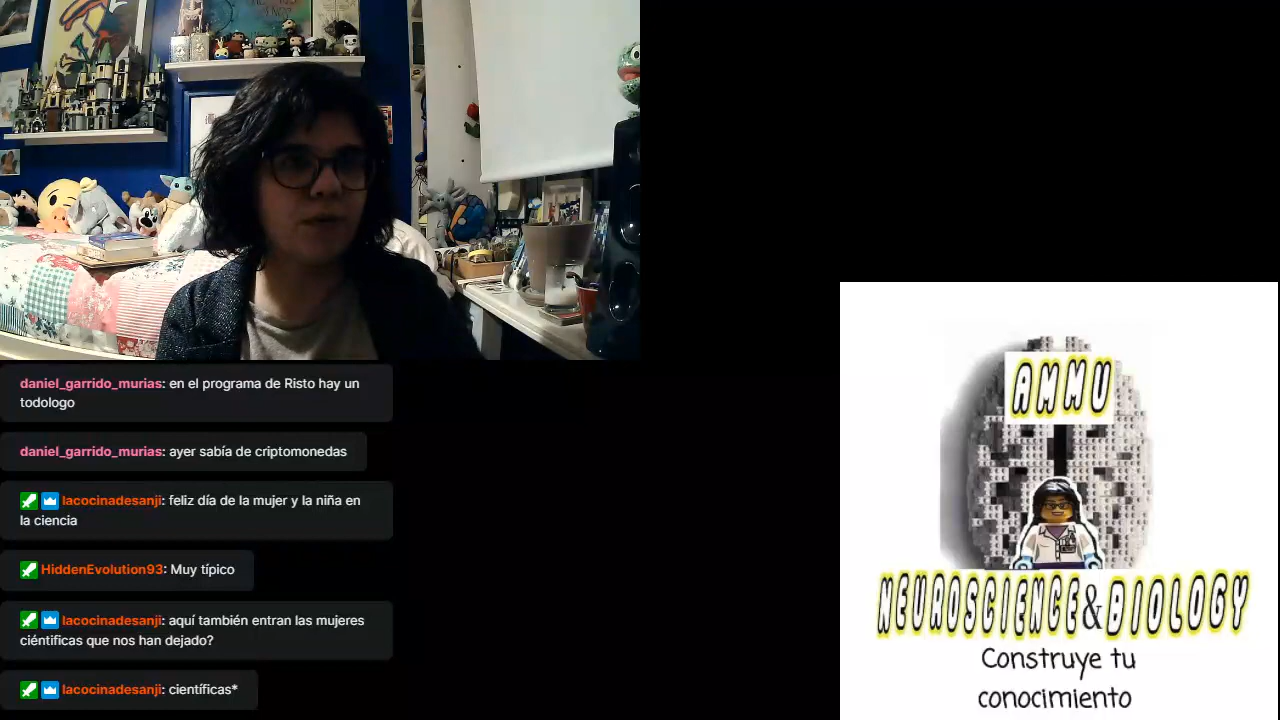 daniel_garrido_murias: en el programa de Risto hay un
todologo
daniel_garrido_murias: ayer sabía de criptomonedas
lacocinadesanji: feliz día de la mujer y la niña en
la ciencia
HiddenEvolution93: Muy típico
lacocinadesanji: aquí también entran las mujeres
ciéntificas que nos han dejado?
lacocinadesanji: científicas*
AMMU
NEUROSCIENCE&BIOLOGY
Construye tu
conocimiento